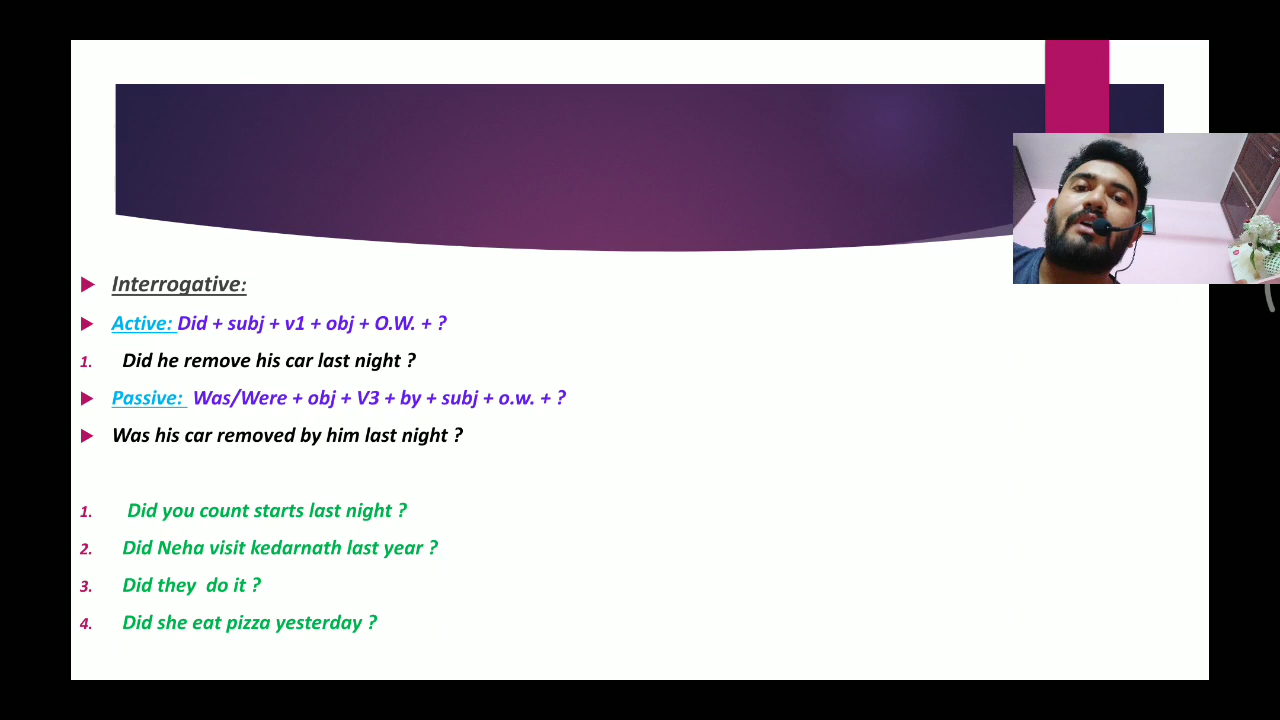 Interrogative:
Active: Did + subj + v1 + obj + O.W. + ?
1. Did he remove his car last night ?
Passive: Was/Were + obj + V3 + by + subj + o.w. + ?
Was his car removed by him last night ?
1. Did you count starts last night ?
2. Did Neha visit kedarnath last year ?
3. Did they do it ?
4. Did she eat pizza yesterday ?